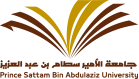 جامعة الأمير سطام بن عبد العزيز
Prince Sattam Bin Abdulaziz University